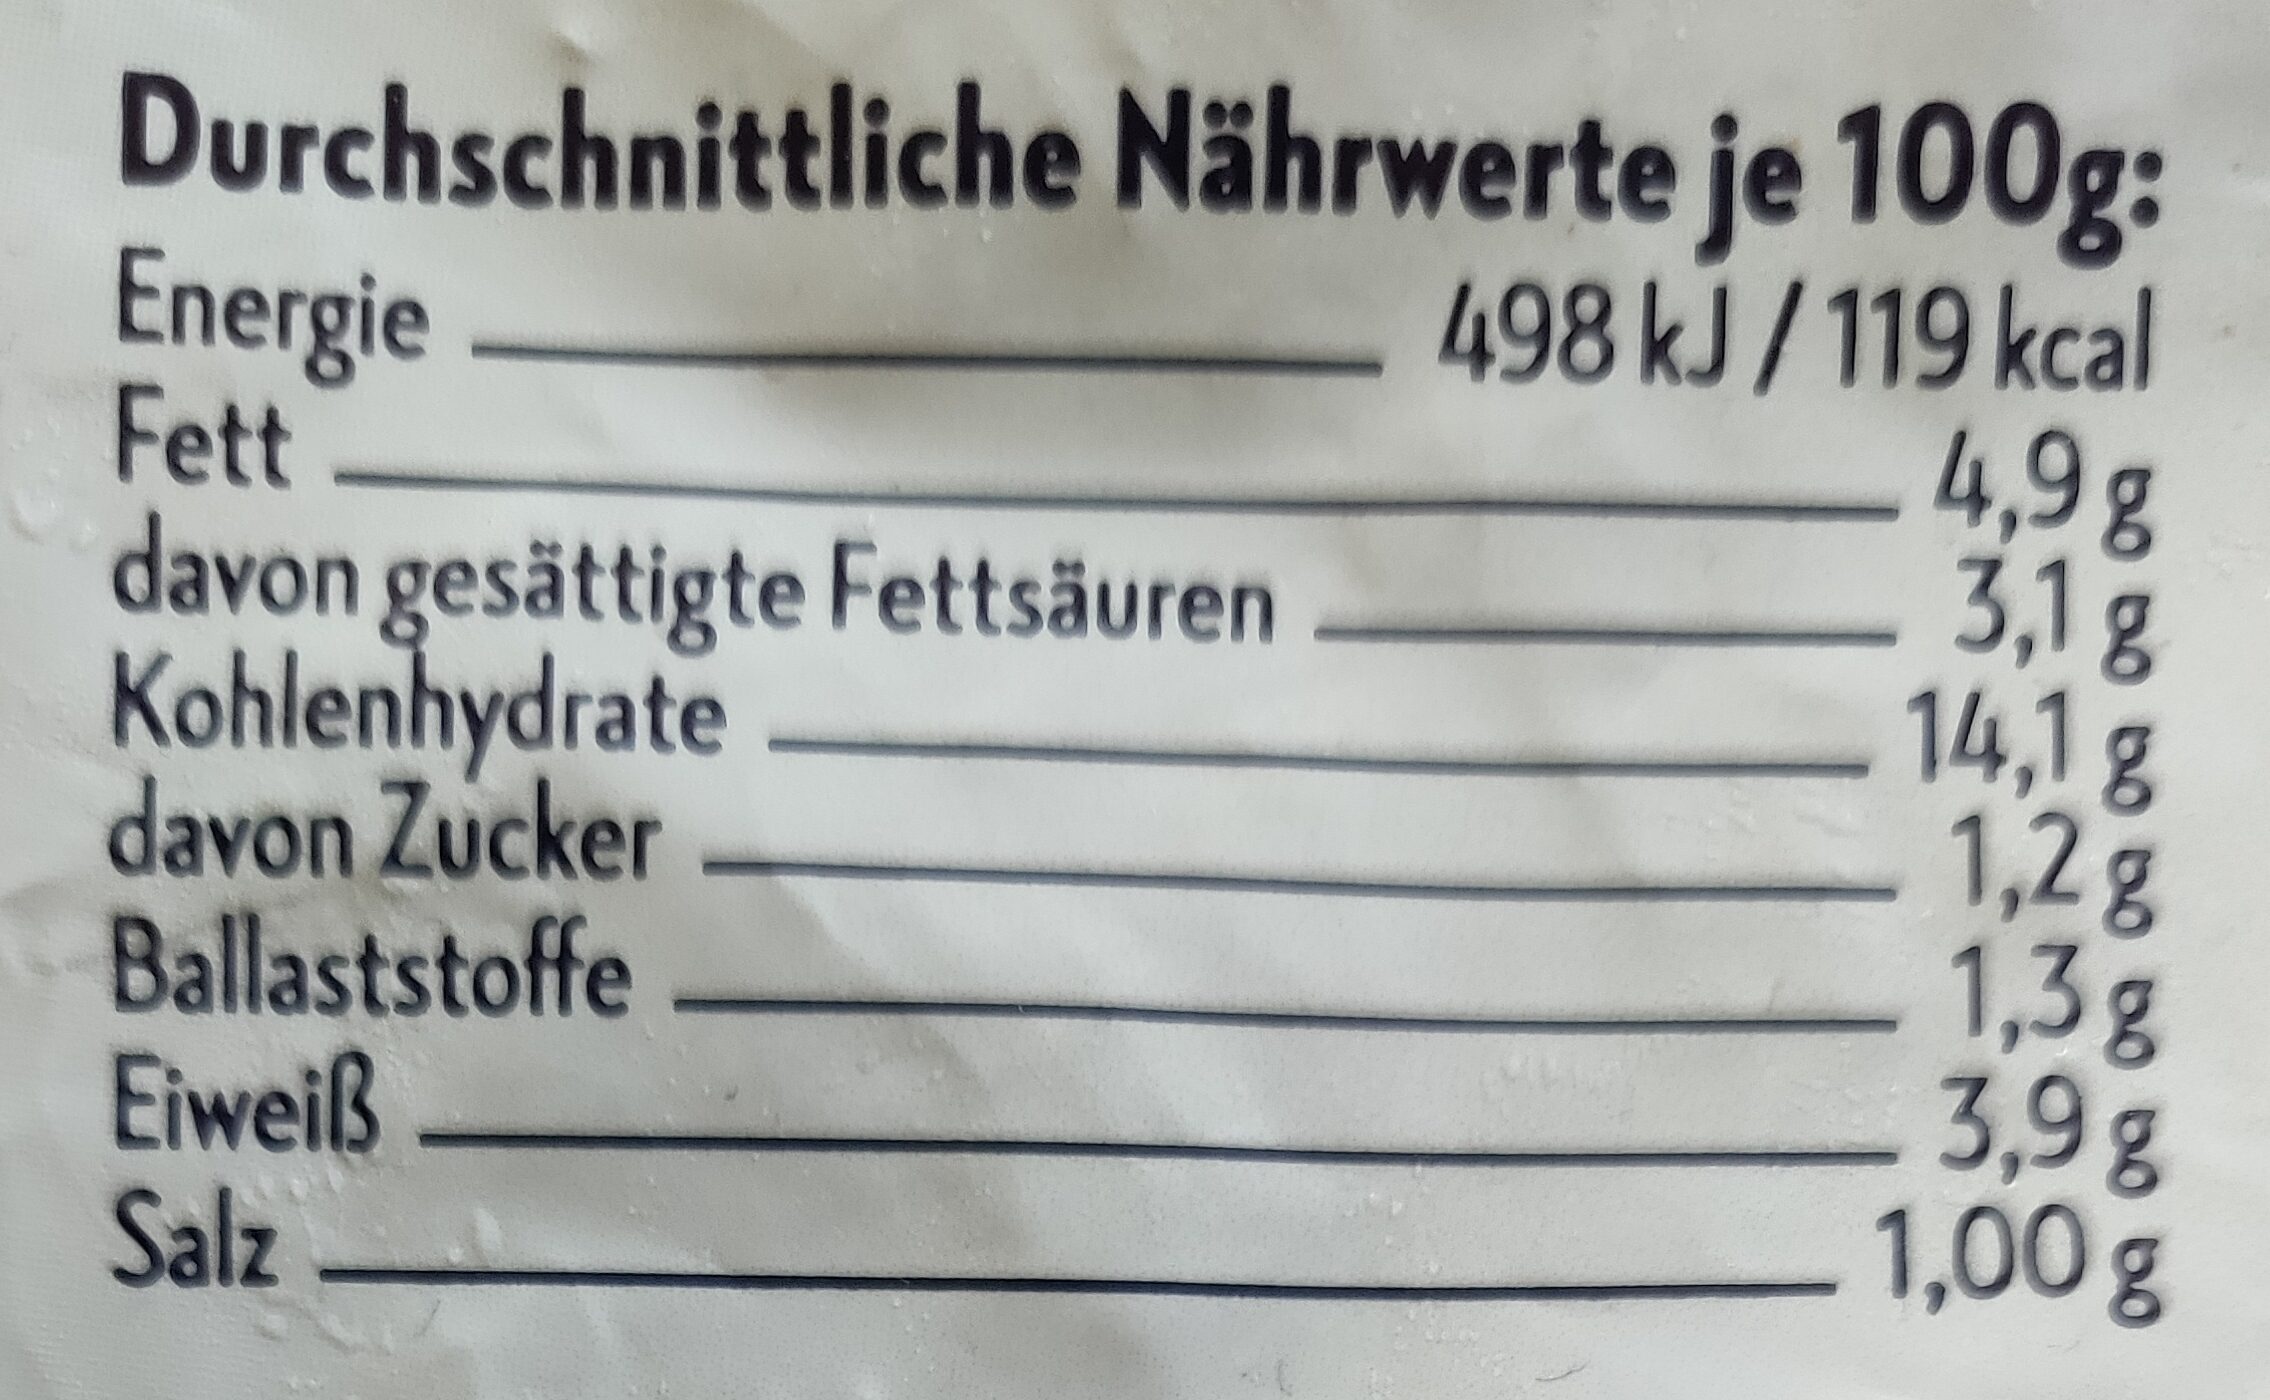 Durchschnittliche Nährwerte je 100g:
Energie 498 kJ / 119 kcal
Fett 4,9 g
davon gesättigte Fettsäuren 3,1 g
Kohlenhydrate 14,1 g
davon Zucker 1,2 g
Ballaststoffe 1,3 g
Eiweiß 3,9 g
Salz 1,00 g